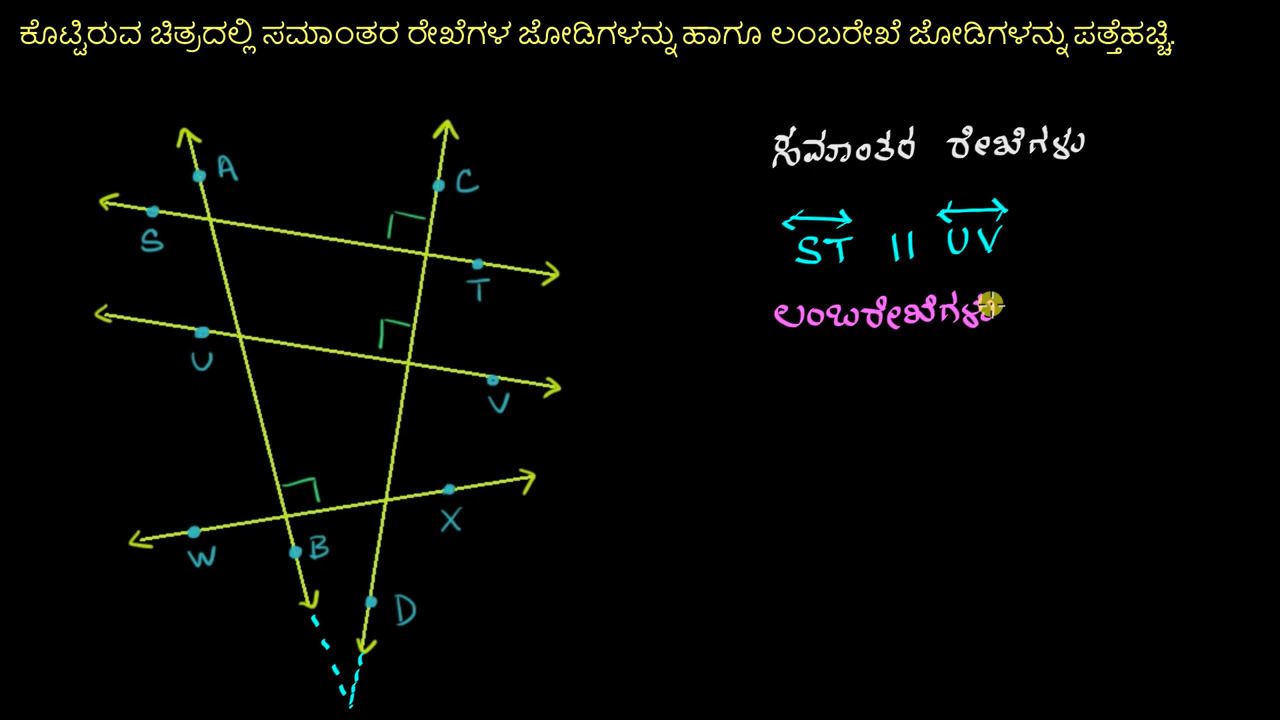 ಕೊಟ್ಟಿರುವ ಚಿತ್ರದಲ್ಲಿ ಸಮಾಂತರ ರೇಖೆಗಳ ಜೋಡಿಗಳನ್ನು ಹಾಗೂ ಲಂಬರೇಖೆ ಜೋಡಿಗಳನ್ನು ಪತ್ತೆಹಚ್ಚಿ.
ಸಮಾಂತರ ರೇಖೆಗಳು
ST || UV
ಲಂಬರೇಖೆಗಳು
A
C
S
T
U
V
X
W
B
D